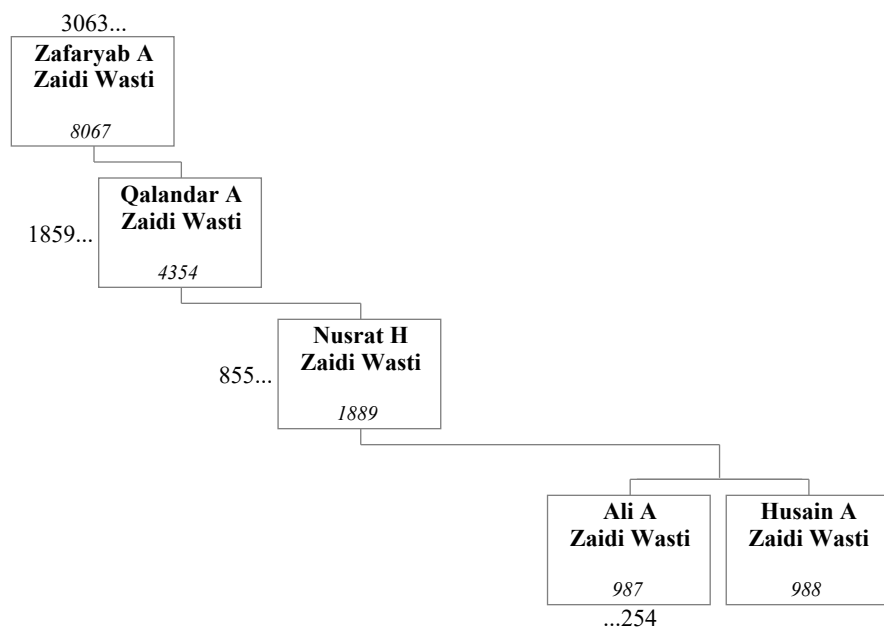 3063...
Zafaryab A
Zaidi Wasti
8067
Qalandar A
Zaidi Wasti
1859...
4354
Nusrat H
Zaidi Wasti
855...
1889
Ali A
Zaidi Wasti
987
...254
Husain A
Zaidi Wasti
988